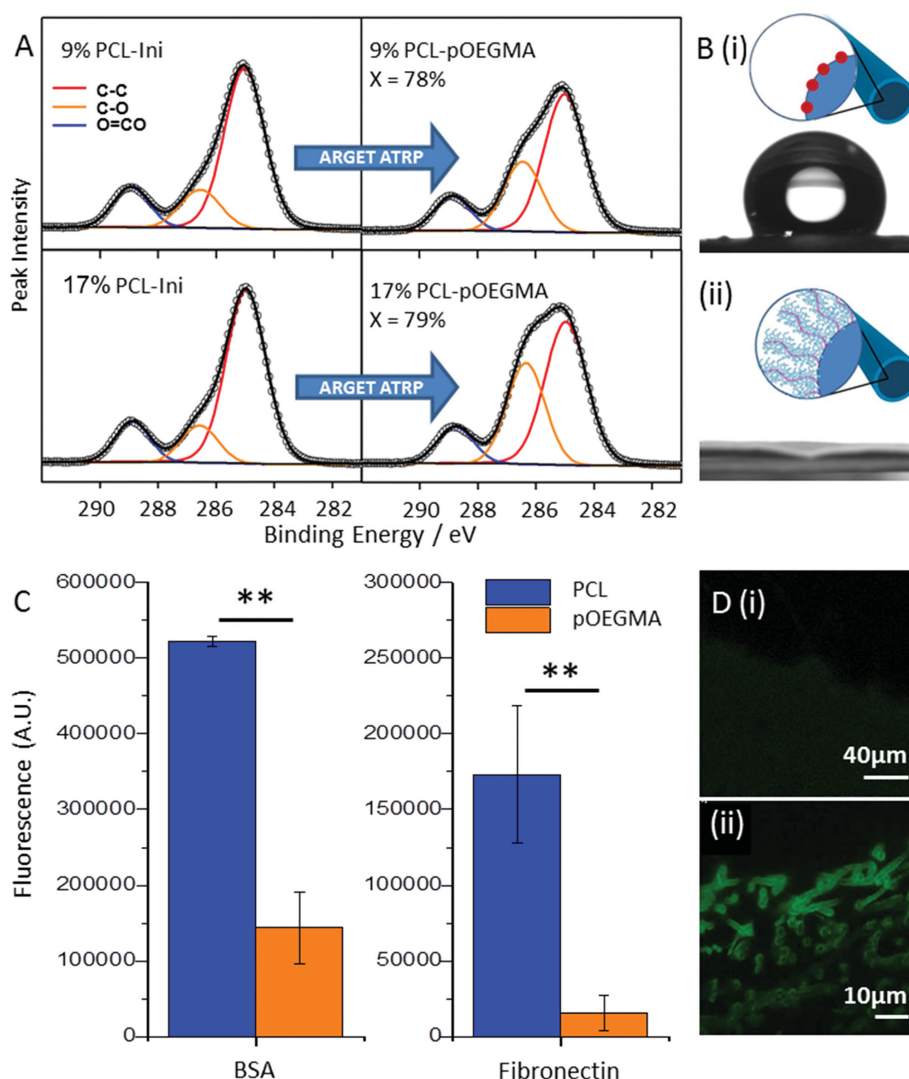 A
9% PCL-Ini
C-C
C-O
O=CO
9% PCL-pOEGMA
X = 78%
ARGET ATRP
17% PCL-Ini
17% PCL-pOEGMA
X = 79%
ARGET ATRP
Peak Intensity
290 288 286 284 282 290 288 286 284 282
Binding Energy / eV
B (i)
(ii)
C
Fluorescence (A.U.)
600000
500000
400000
300000
200000
100000
0
**
BSA
300000
250000
200000
150000
100000
50000
0
PCL
pOEGMA
**
Fibronectin
D (i)
40μm
(ii)
10μm